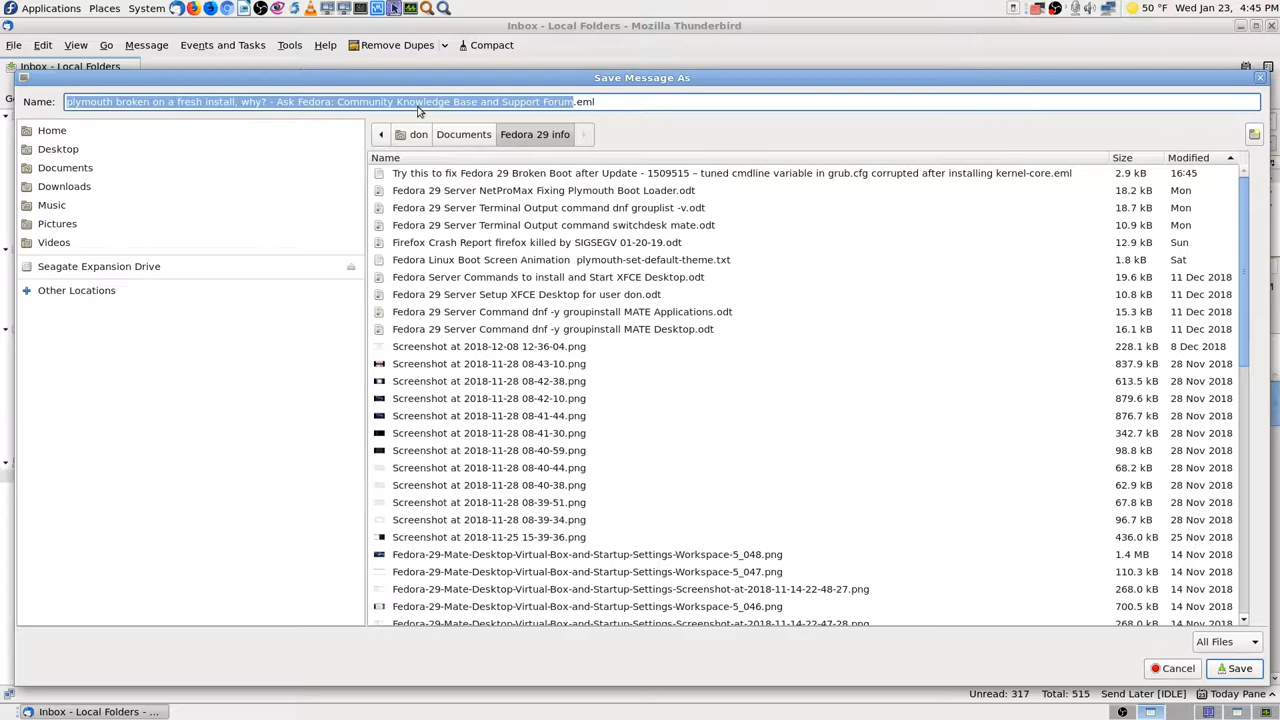 Applications Places System 50 °F Wed Jan 23, 4:45 PM
Inbox - Local Folders - Mozilla Thunderbird
File Edit View Go Message Events and Tasks Tools Help Remove Dupes Compact
Inbox - Local Folders
Save Message As
Name: plymouth broken on a fresh install, why? - Ask Fedora: Community Knowledge Base and Support Forum.eml
don Documents Fedora 29 info
Home
Desktop
Documents
Downloads
Music
Pictures
Videos
Seagate Expansion Drive
Other Locations
Name Size Modified
Try this to fix Fedora 29 Broken Boot after Update - 1509515 – tuned cmdline variable in grub.cfg corrupted after installing kernel-core.eml 2.9 kB 16:45
Fedora 29 Server NetProMax Fixing Plymouth Boot Loader.odt 18.2 kB Mon
Fedora 29 Server Terminal Output command dnf grouplist -v.odt 18.7 kB Mon
Fedora 29 Server Terminal Output command switchdesk mate.odt 10.9 kB Mon
Firefox Crash Report firefox killed by SIGSEGV 01-20-19.odt 12.9 kB Sun
Fedora Linux Boot Screen Animation plymouth-set-default-theme.txt 1.8 kB Sat
Fedora Server Commands to install and Start XFCE Desktop.odt 19.6 kB 11 Dec 2018
Fedora 29 Server Setup XFCE Desktop for user don.odt 10.8 kB 11 Dec 2018
Fedora 29 Server Command dnf -y groupinstall MATE Applications.odt 15.3 kB 11 Dec 2018
Fedora 29 Server Command dnf -y groupinstall MATE Desktop.odt 16.1 kB 11 Dec 2018
Screenshot at 2018-12-08 12-36-04.png 228.1 kB 8 Dec 2018
Screenshot at 2018-11-28 08-43-10.png 837.9 kB 28 Nov 2018
Screenshot at 2018-11-28 08-42-38.png 613.5 kB 28 Nov 2018
Screenshot at 2018-11-28 08-42-10.png 879.6 kB 28 Nov 2018
Screenshot at 2018-11-28 08-41-44.png 876.7 kB 28 Nov 2018
Screenshot at 2018-11-28 08-41-30.png 342.7 kB 28 Nov 2018
Screenshot at 2018-11-28 08-40-59.png 98.8 kB 28 Nov 2018
Screenshot at 2018-11-28 08-40-44.png 68.2 kB 28 Nov 2018
Screenshot at 2018-11-28 08-40-38.png 62.9 kB 28 Nov 2018
Screenshot at 2018-11-28 08-39-51.png 67.8 kB 28 Nov 2018
Screenshot at 2018-11-28 08-39-34.png 96.7 kB 28 Nov 2018
Screenshot at 2018-11-25 15-39-36.png 436.0 kB 25 Nov 2018
Fedora-29-Mate-Desktop-Virtual-Box-and-Startup-Settings-Workspace-5_048.png 1.4 MB 14 Nov 2018
Fedora-29-Mate-Desktop-Virtual-Box-and-Startup-Settings-Workspace-5_047.png 110.3 kB 14 Nov 2018
Fedora-29-Mate-Desktop-Virtual-Box-and-Startup-Settings-Screenshot-at-2018-11-14-22-48-27.png 268.0 kB 14 Nov 2018
Fedora-29-Mate-Desktop-Virtual-Box-and-Startup-Settings-Workspace-5_046.png 700.5 kB 14 Nov 2018
Fedora-29-Mate-Desktop-Virtual-Box-and-Startup-Settings-Screenshot-at-2018-11-14-22-47-28.png 268.0 kB 14 Nov 2018
All Files
Cancel Save
Unread: 317 Total: 515 Send Later [IDLE] Today Pane
Inbox - Local Folders - ...